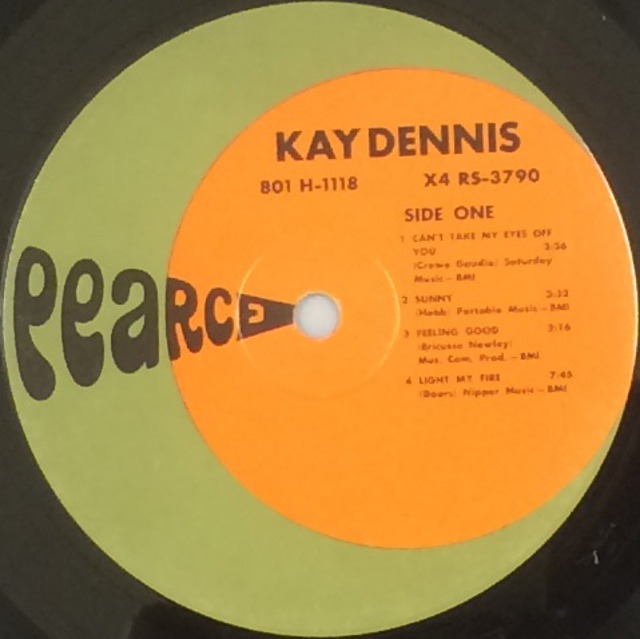 KAY DENNIS
801 H-1118 X4 RS-3790
SIDE ONE
1 CAN'T TAKE MY EYES OFF
YOU 3:36
(Crewe Gaudio) Saturday
Music — BMI
2 SUNNY 3:32
(Hebb) Portable Music — BMI
3 FEELING GOOD 3:16
(Bricusse Newley)
Mus. Com. Prod. — BMI
4 LIGHT MY FIRE 7:45
(Doors) Nipper Music — BMI
PEARCE